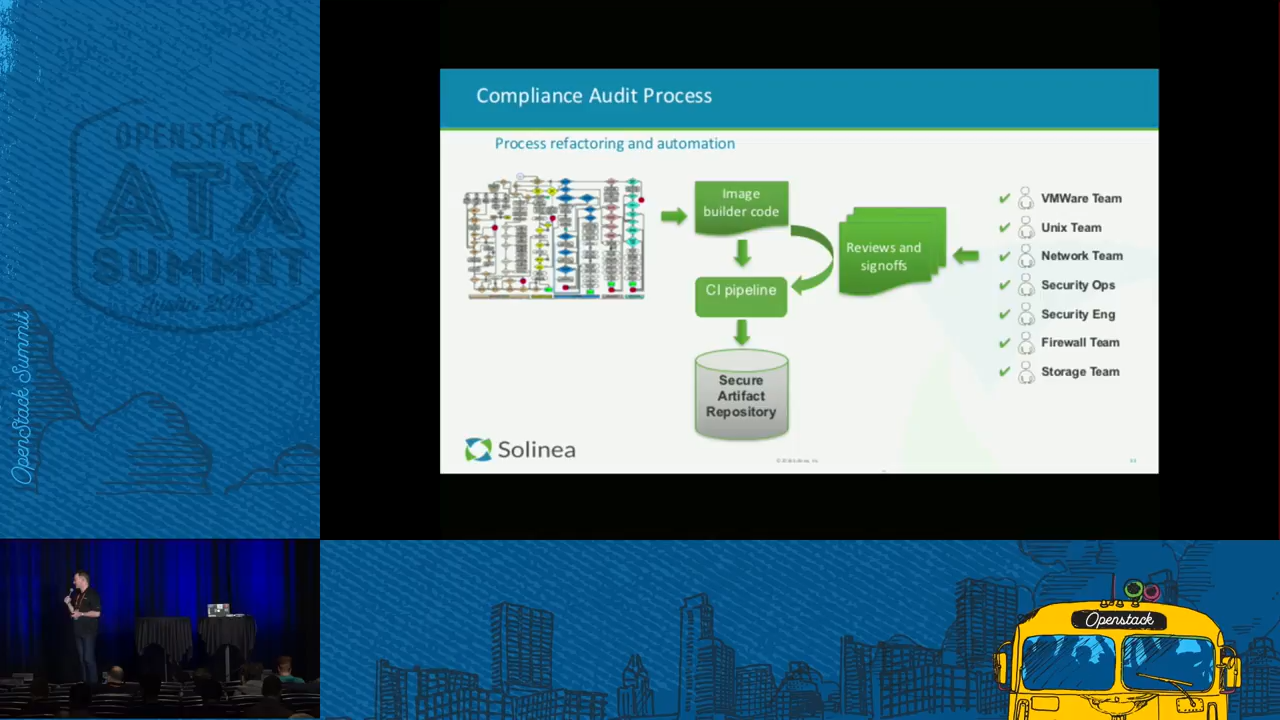 OPENSTACK
ATX
SUMMIT
OpenStack Summit
Compliance Audit Process
Process refactoring and automation
Image
builder code
CI pipeline
Secure
Artifact
Repository
Reviews and
signoffs
VMWare Team
Unix Team
Network Team
Security Ops
Security Eng
Firewall Team
Storage Team
Solinea
Openstack